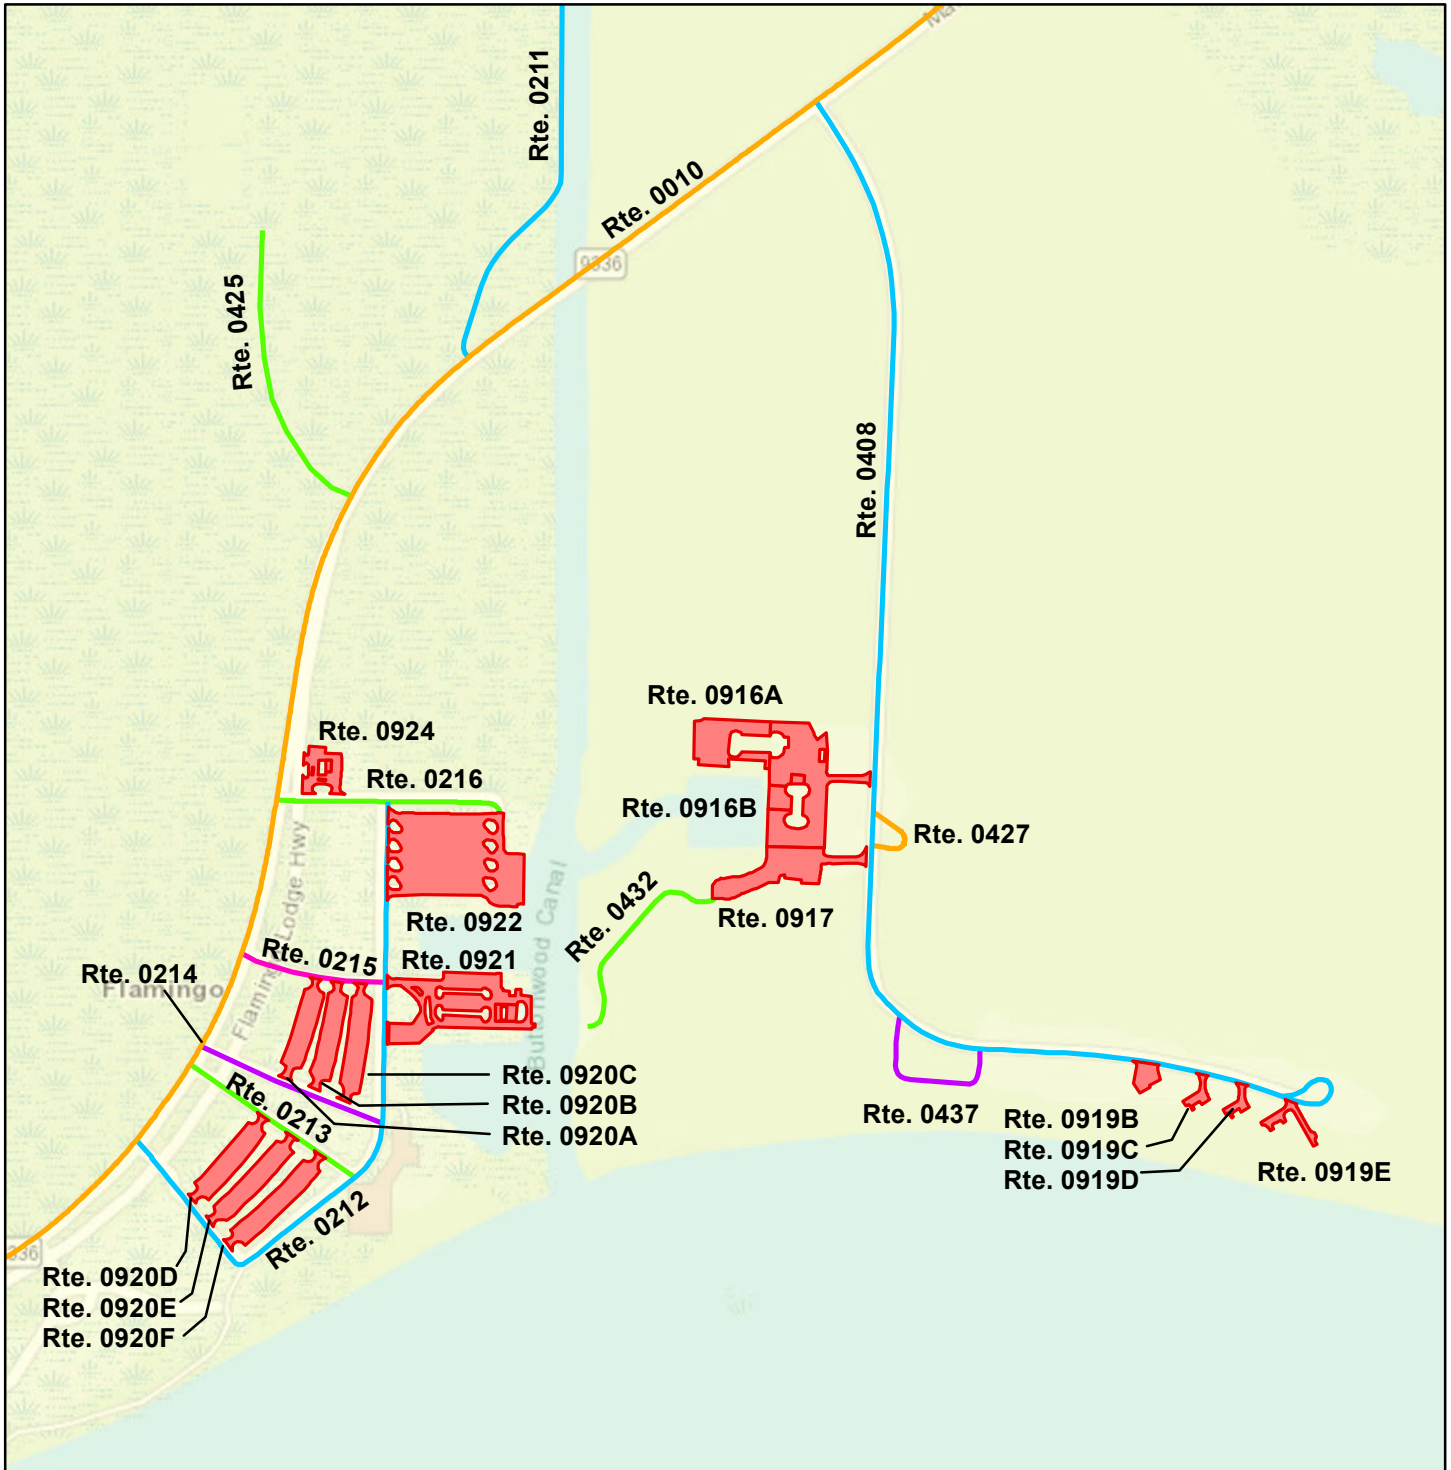 Ma
Rte. 0211
Rte. 0010
9336
Rte. 0425
Rte. 0408
Rte. 0916A
Rte. 0924
Rte. 0216
Rte. 0916B
Rte. 0427
Flamingo Lodge Hwy
Rte. 0432
Buttonwood Canal
Rte. 0922
Rte. 0917
Rte. 0215
Rte. 0921
Rte. 0214
Flamingo
Rte. 0920C
Rte. 0920B
Rte. 0920A
Rte. 0213
Rte. 0437
Rte. 0919B
Rte. 0919C
Rte. 0919D
Rte. 0919E
Rte. 0212
336
Rte. 0920D
Rte. 0920E
Rte. 0920F